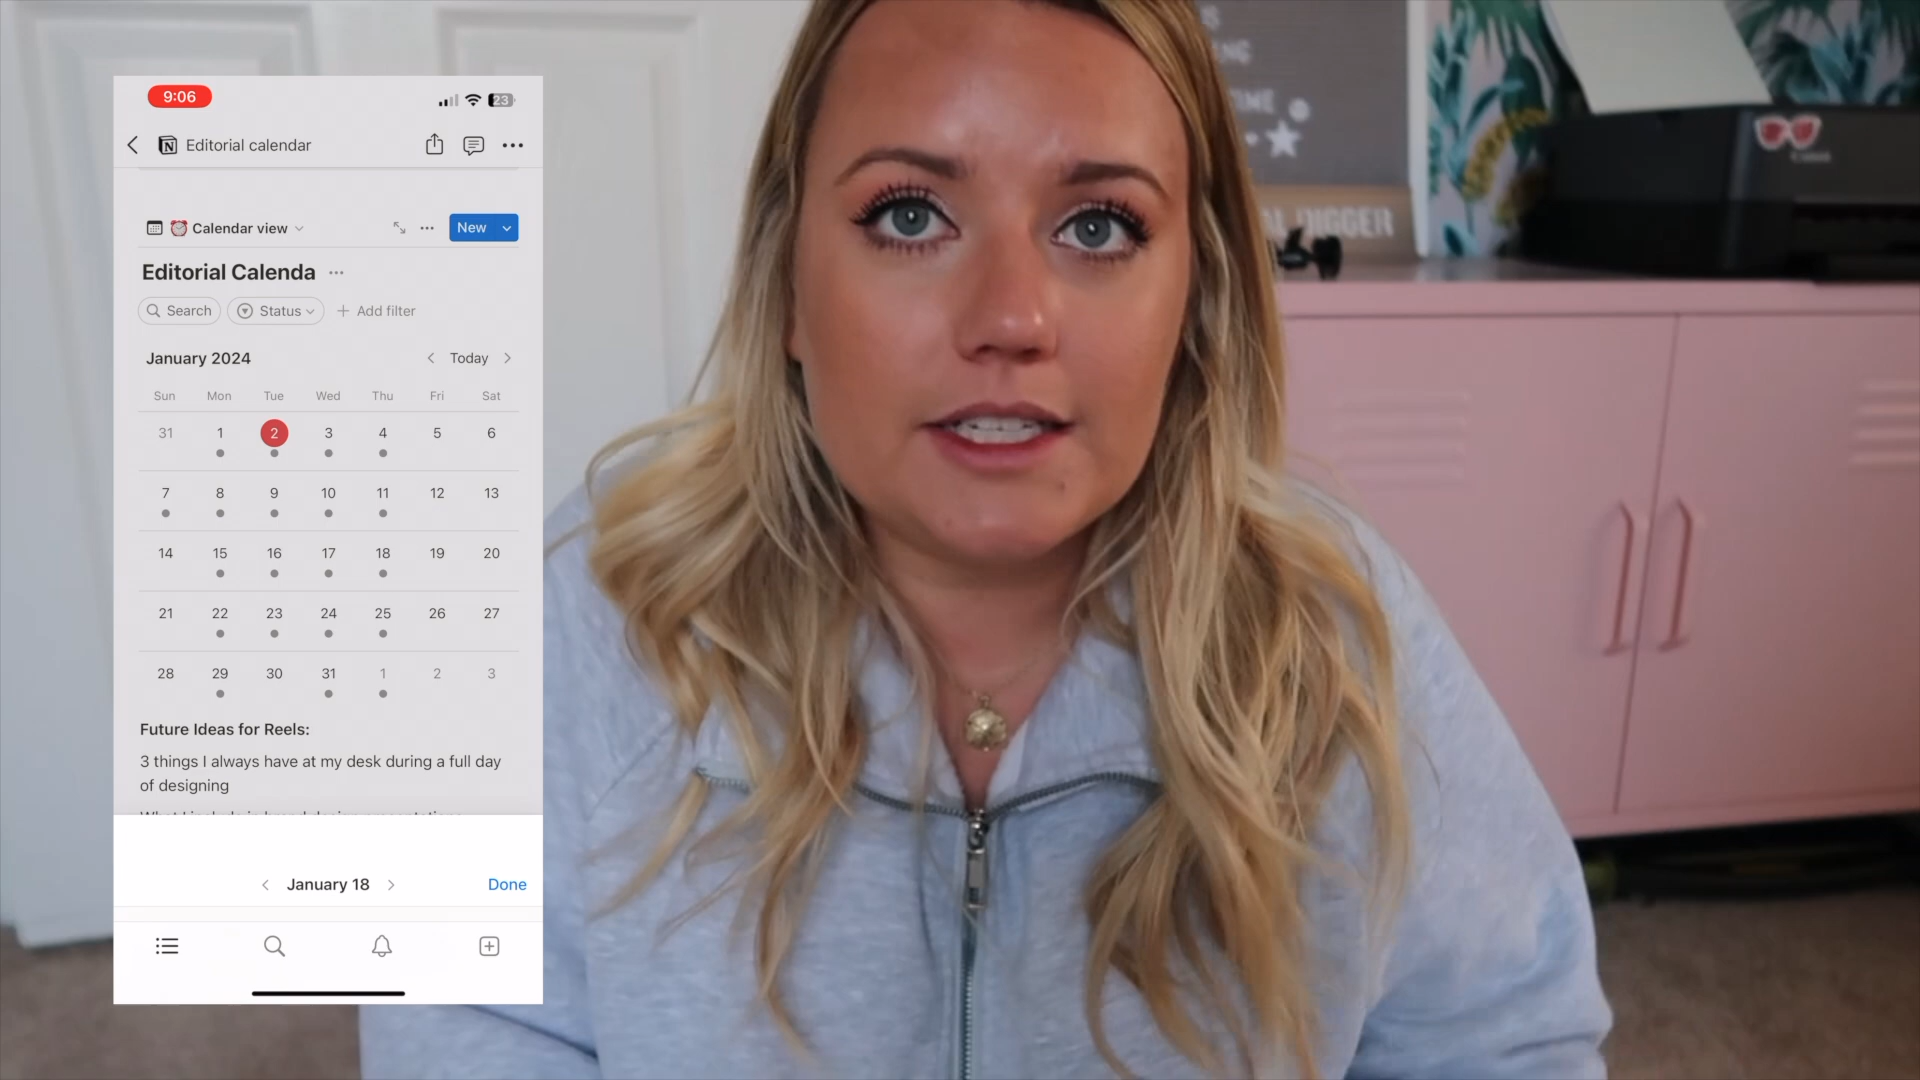 9:06
23
Editorial calendar
Calendar view
New
Editorial Calenda
Search
Status
Add filter
January 2024
Today
Sun Mon Tue Wed Thu Fri Sat
31 1 2 3 4 5 6
7 8 9 10 11 12 13
14 15 16 17 18 19 20
21 22 23 24 25 26 27
28 29 30 31 1 2 3
Future Ideas for Reels:
3 things I always have at my desk during a full day
of designing
January 18
Done
DIGGER